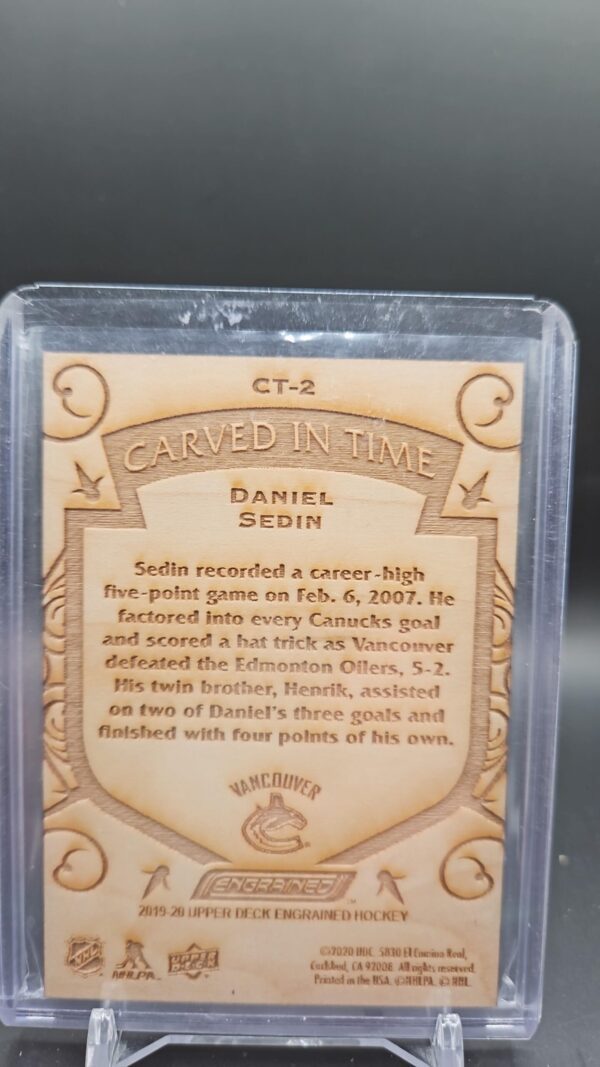 CT-2
CARVED IN TIME
DANIEL
SEDIN
Sedin recorded a career-high
five-point game on Feb. 6, 2007. He
factored into every Canucks goal
and scored a hat trick as Vancouver
defeated the Edmonton Oilers, 5-2.
His twin brother, Henrik, assisted
on two of Daniel's three goals and
finished with four points of his own.
VANCOUVER
ENGRAINED
TM
2019-20 UPPER DECK ENGRAINED HOCKEY
NHL
NHLPA
UPPER
DECK
©2020 UDC, 5830 El Camino Real,
Carlsbad, CA 92008. All rights reserved.
Printed in the USA. ©NHLPA. © NHL.